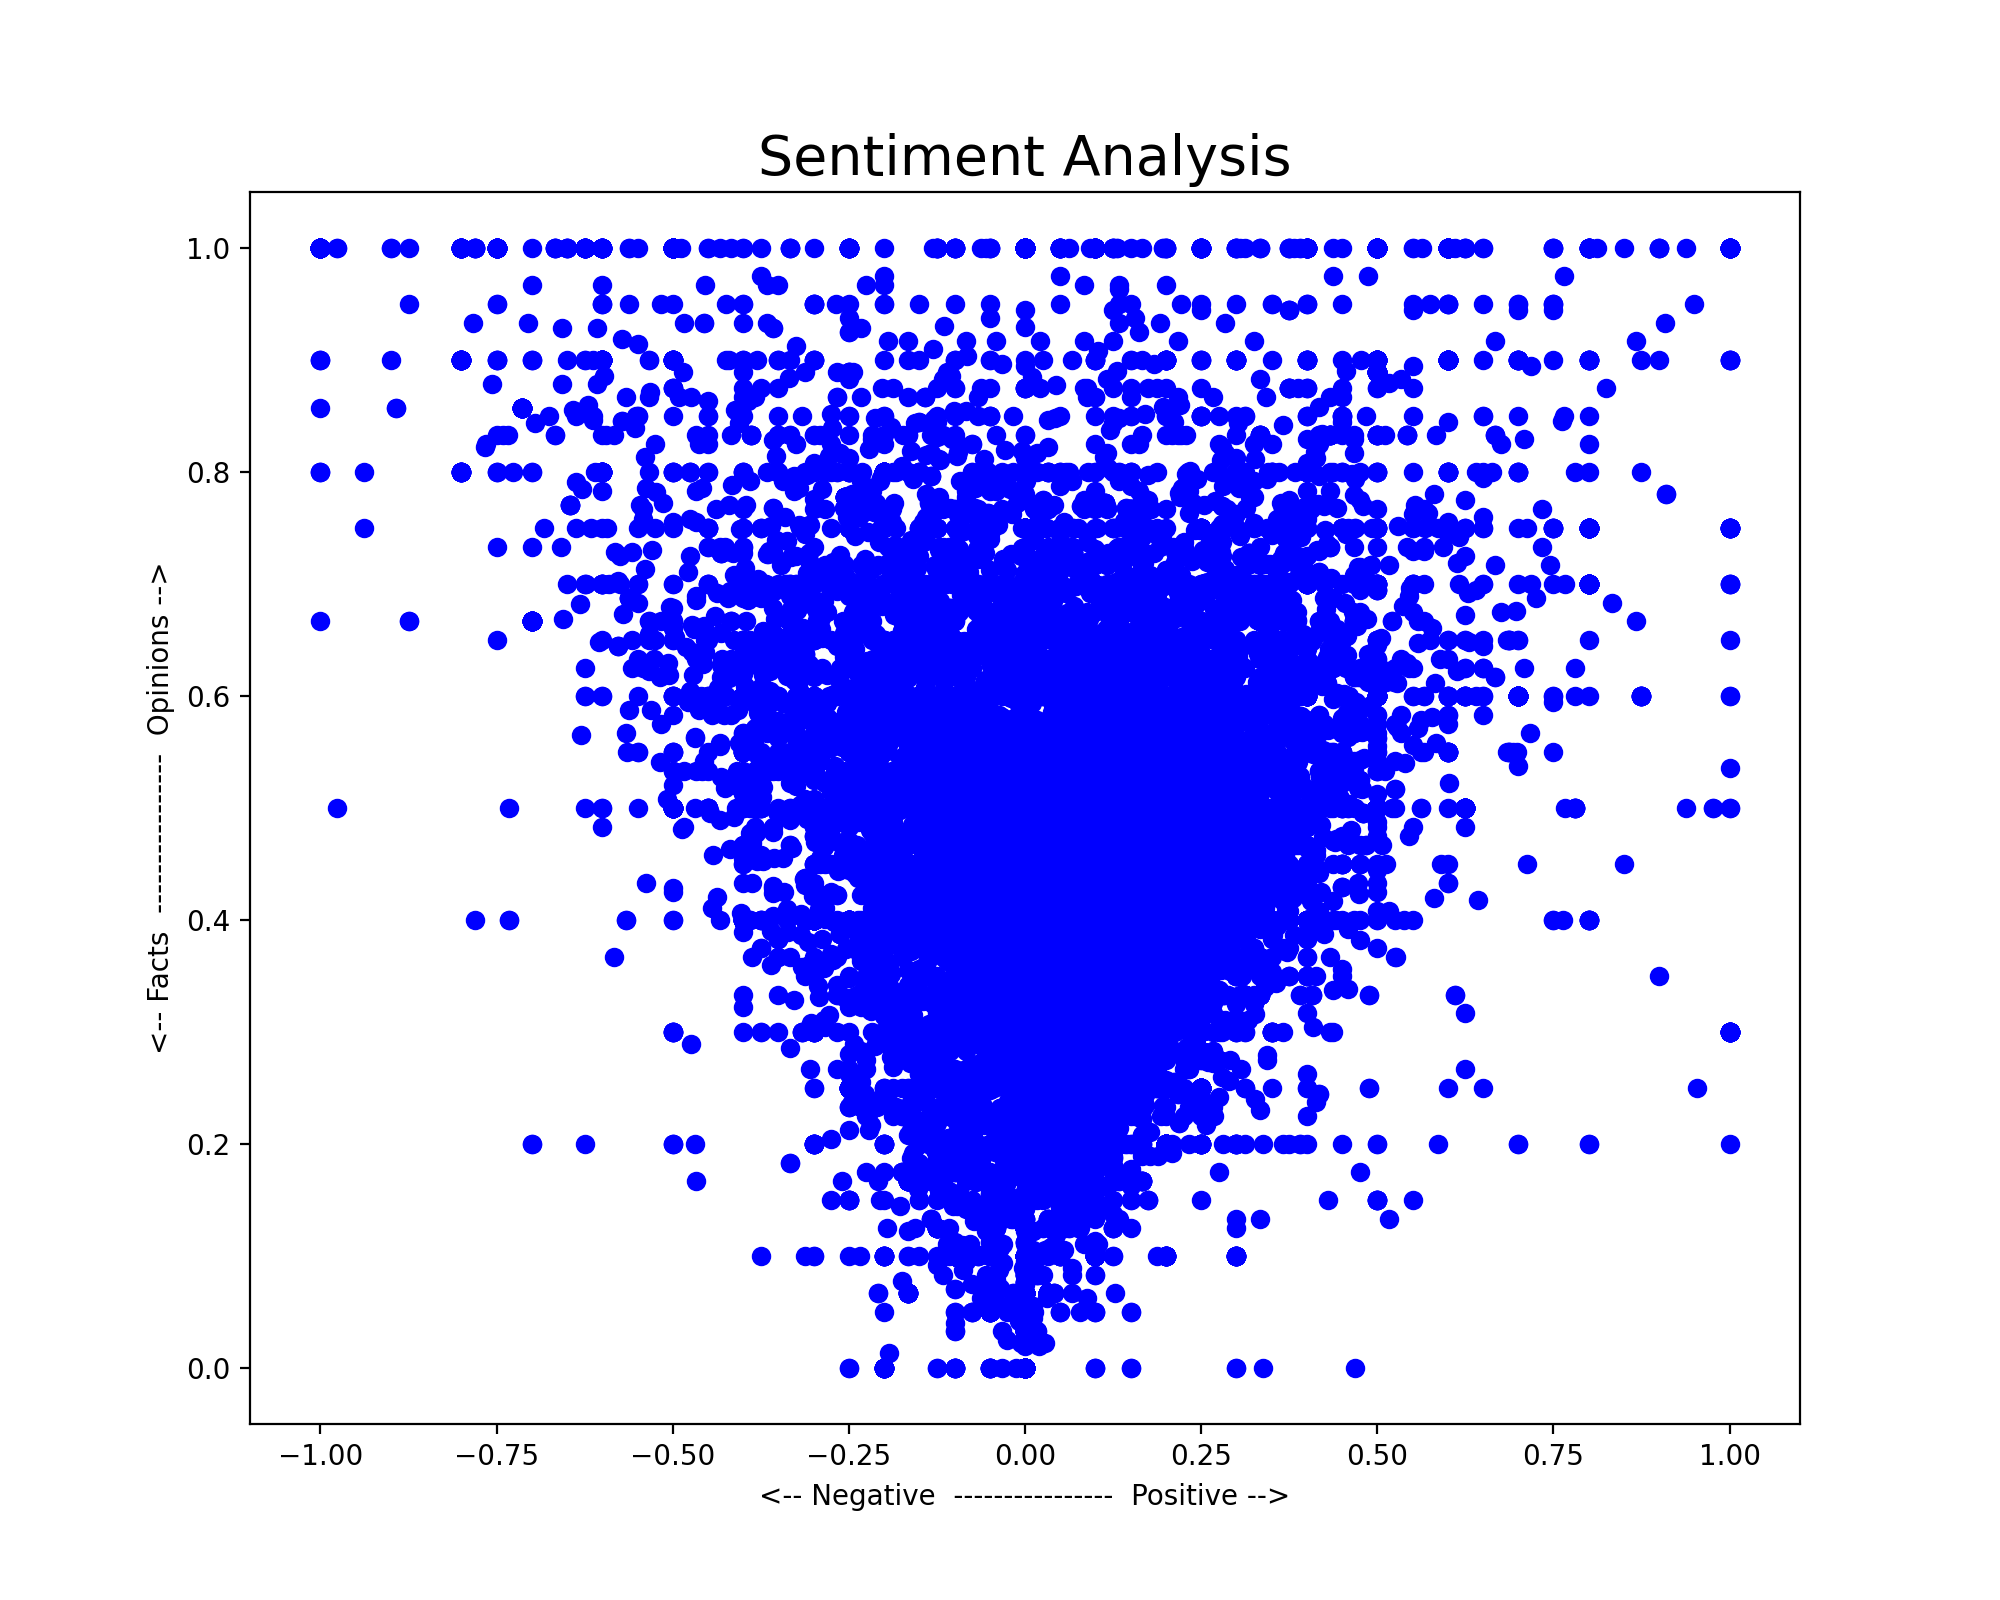 Sentiment Analysis
1.0
0.8
0.6
0.4
0.2
0.0
<-- Facts  ---------------  Opinions -->
−1.00 −0.75 −0.50 −0.25 0.00 0.25 0.50 0.75 1.00
<-- Negative  ---------------  Positive -->